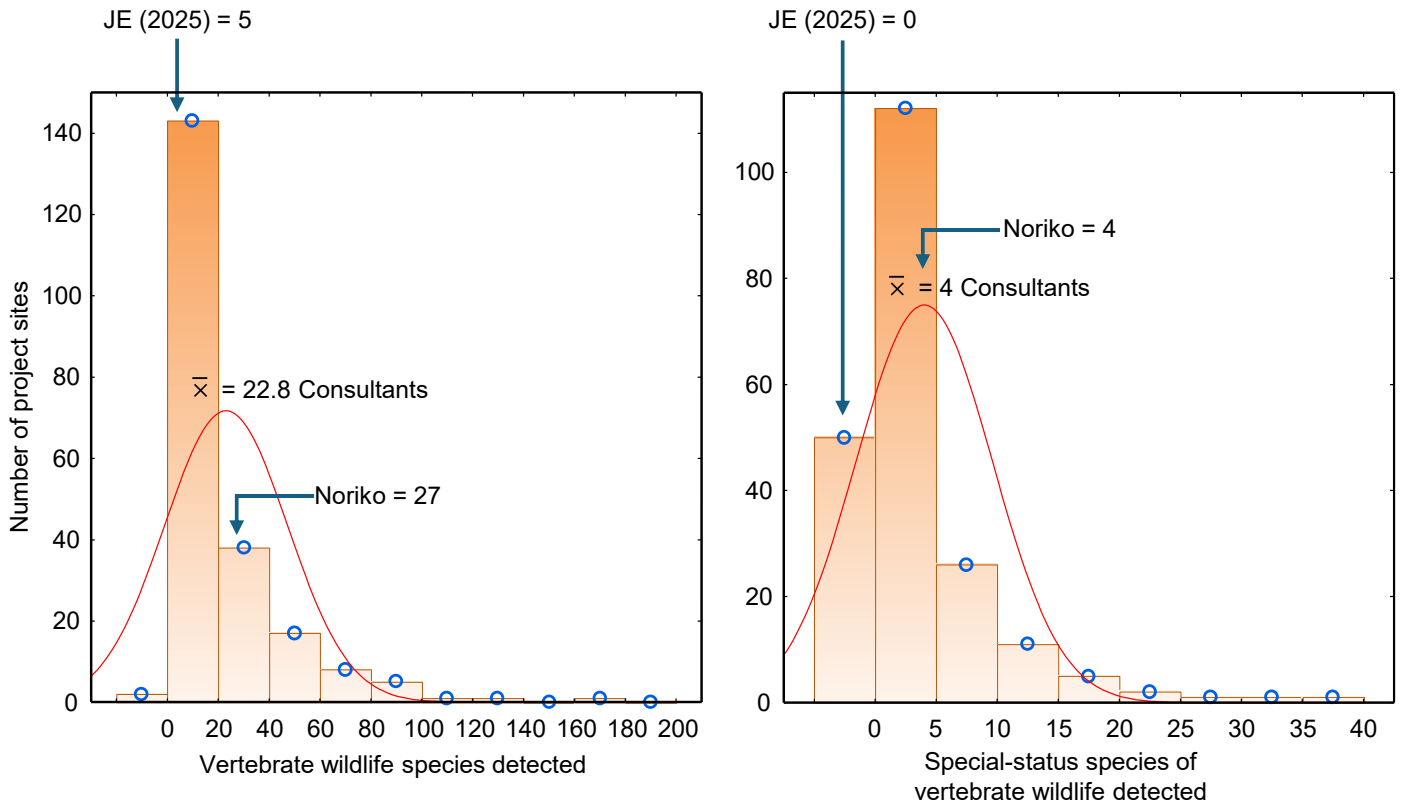 JE (2025) = 5
140
120
100
80
60
40
20
0
Number of project sites
x̄ = 22.8 Consultants
Noriko = 27
0 20 40 60 80 100 120 140 160 180 200
Vertebrate wildlife species detected
JE (2025) = 0
100
80
60
40
20
0
Noriko = 4
x̄ = 4 Consultants
0 5 10 15 20 25 30 35 40
Special-status species of
vertebrate wildlife detected